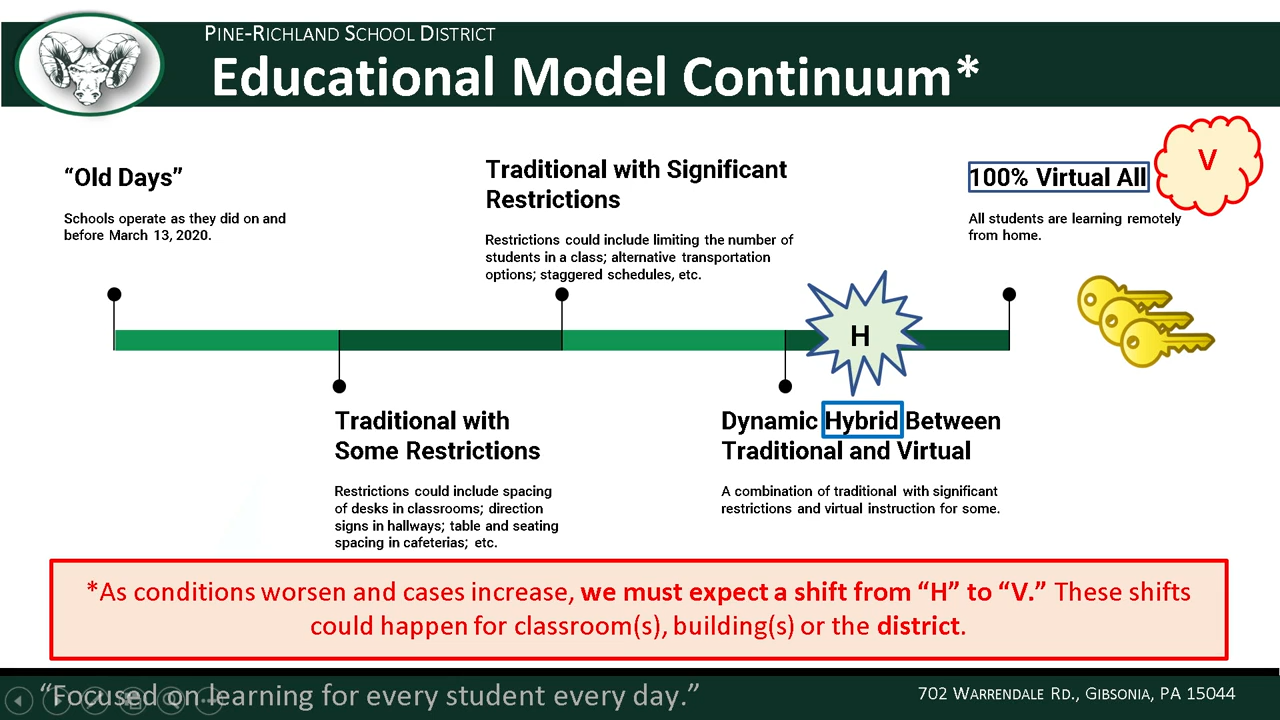 PINE-RICHLAND SCHOOL DISTRICT
Educational Model Continuum*
“Old Days”
Schools operate as they did on and
before March 13, 2020.
Traditional with Significant
Restrictions
Restrictions could include limiting the number of
students in a class; alternative transportation
options; staggered schedules, etc.
100% Virtual All
V
All students are learning remotely
from home.
H
Traditional with
Some Restrictions
Restrictions could include spacing
of desks in classrooms; direction
signs in hallways; table and seating
spacing in cafeterias; etc.
Dynamic Hybrid Between
Traditional and Virtual
A combination of traditional with significant
restrictions and virtual instruction for some.
*As conditions worsen and cases increase, we must expect a shift from “H” to “V.” These shifts
could happen for classroom(s), building(s) or the district.
“Focused on learning for every student every day.”
702 WARRENDALE RD., GIBSONIA, PA 15044